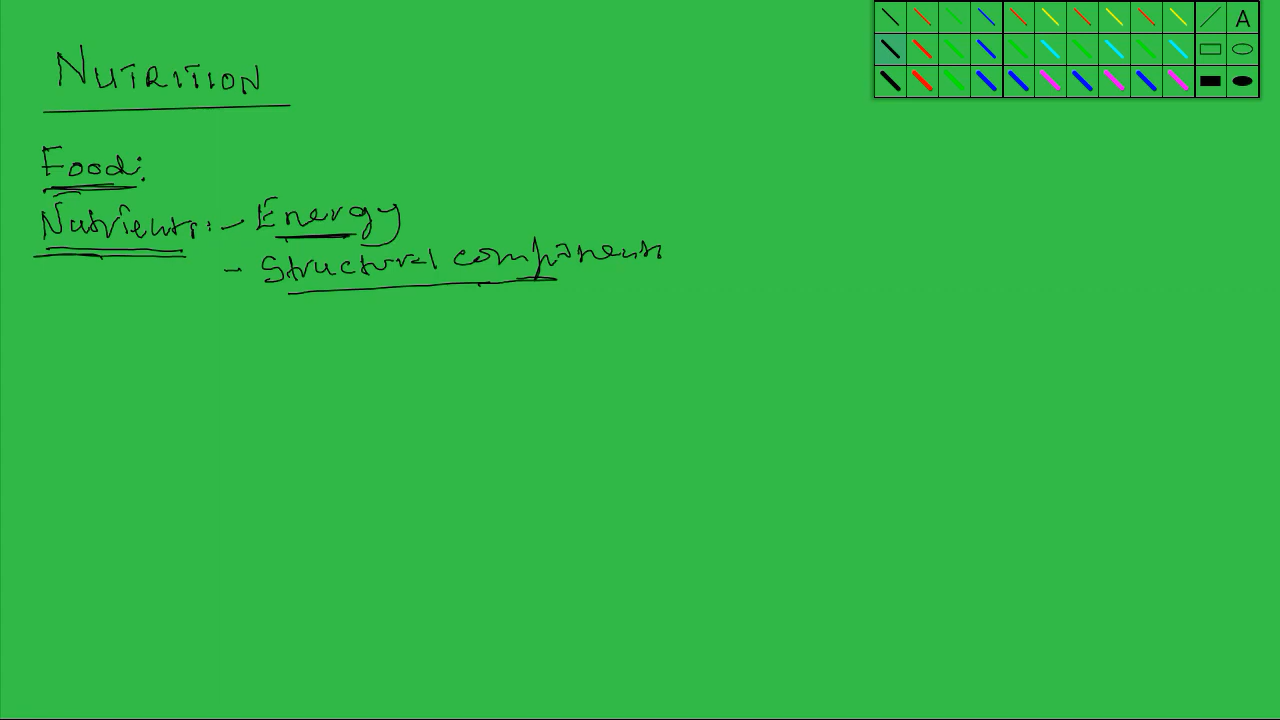 NUTRITION
Food:
Nutrients: - Energy
- Structural components
A